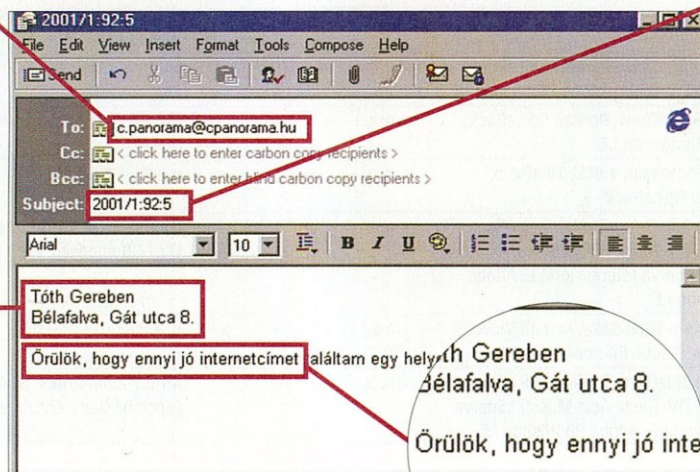 2001/1:92:5
File Edit View Insert Format Tools Compose Help
Send
To: c.panorama@cpanorama.hu
Cc: < click here to enter carbon copy recipients >
Bcc: < click here to enter blind carbon copy recipients >
Subject: 2001/1:92:5
Arial 10 B I U
Tóth Gereben
Bélafalva, Gát utca 8.
Örülök, hogy ennyi jó internetcímet találtam egy hely
th Gereben
Bélafalva, Gát utca 8.
Örülök, hogy ennyi jó inte